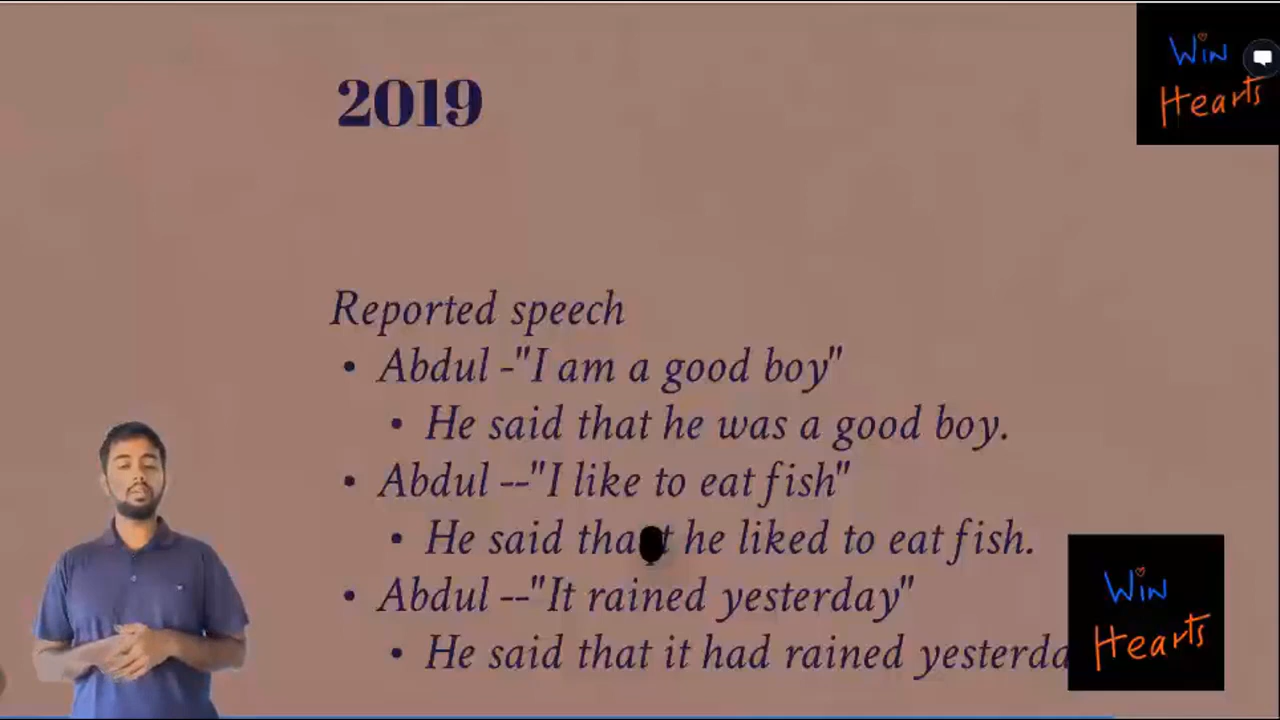 2019
Win
Hearts
Reported speech
• Abdul -"I am a good boy"
• He said that he was a good boy.
• Abdul --"I like to eat fish"
• He said that he liked to eat fish.
• Abdul --"It rained yesterday"
• He said that it had rained yesterda
Win
Hearts